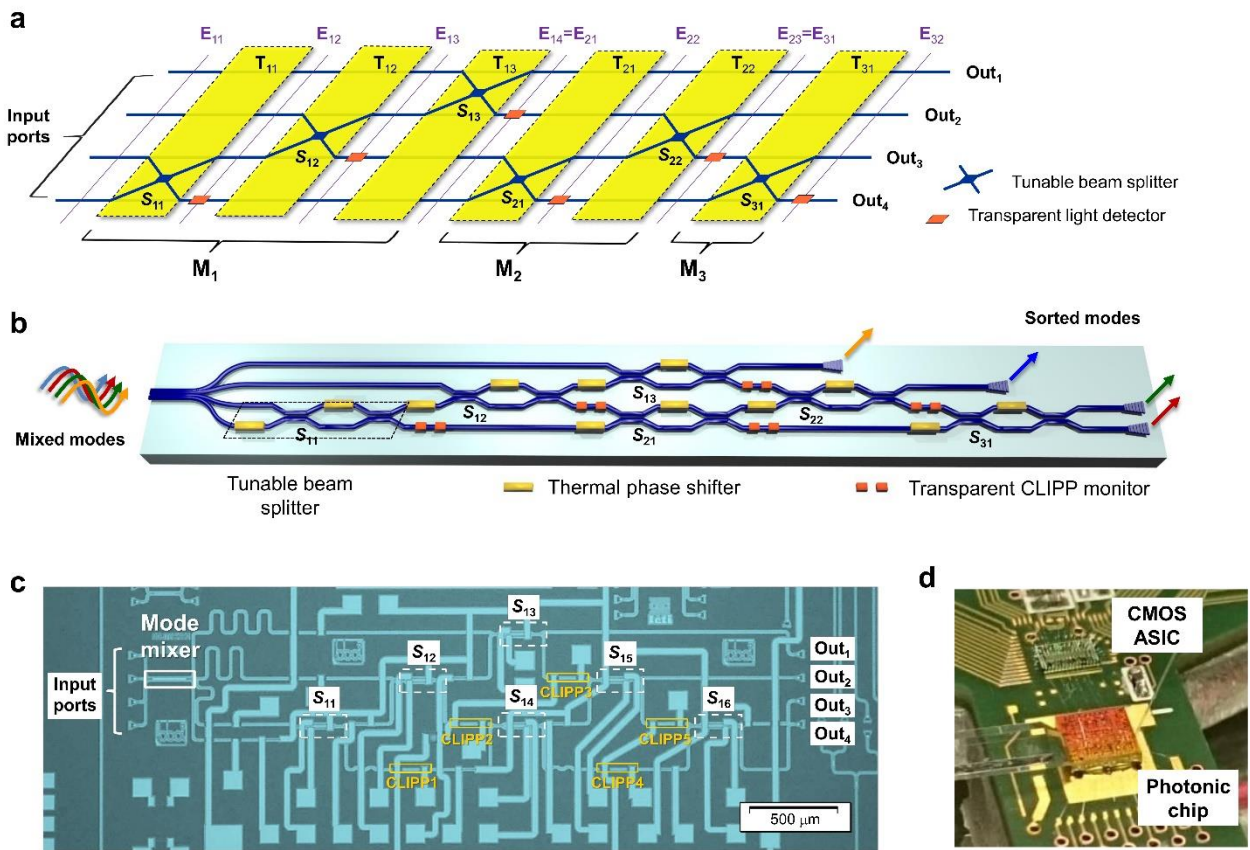 a
E11 E12 E13 E14=E21 E22 E23=E31 E32
T11 T12 T13 T21 T22 T31
Out1
Input
ports
S13
Out2
S12
S22
Out3
S11
S21
S31
Out4
Tunable beam splitter
Transparent light detector
M1 M2 M3
b
Sorted modes
Mixed modes
S11
S12
S13
S21
S22
S31
Tunable beam
splitter
Thermal phase shifter
Transparent CLIPP monitor
c
Mode
mixer
Input
ports
S13
S12
S15
S11
S14
S16
CLIPP3
CLIPP2
CLIPP5
CLIPP1
CLIPP4
leti
Out1
Out2
Out3
Out4
500 μm
d
CMOS
ASIC
Photonic
chip